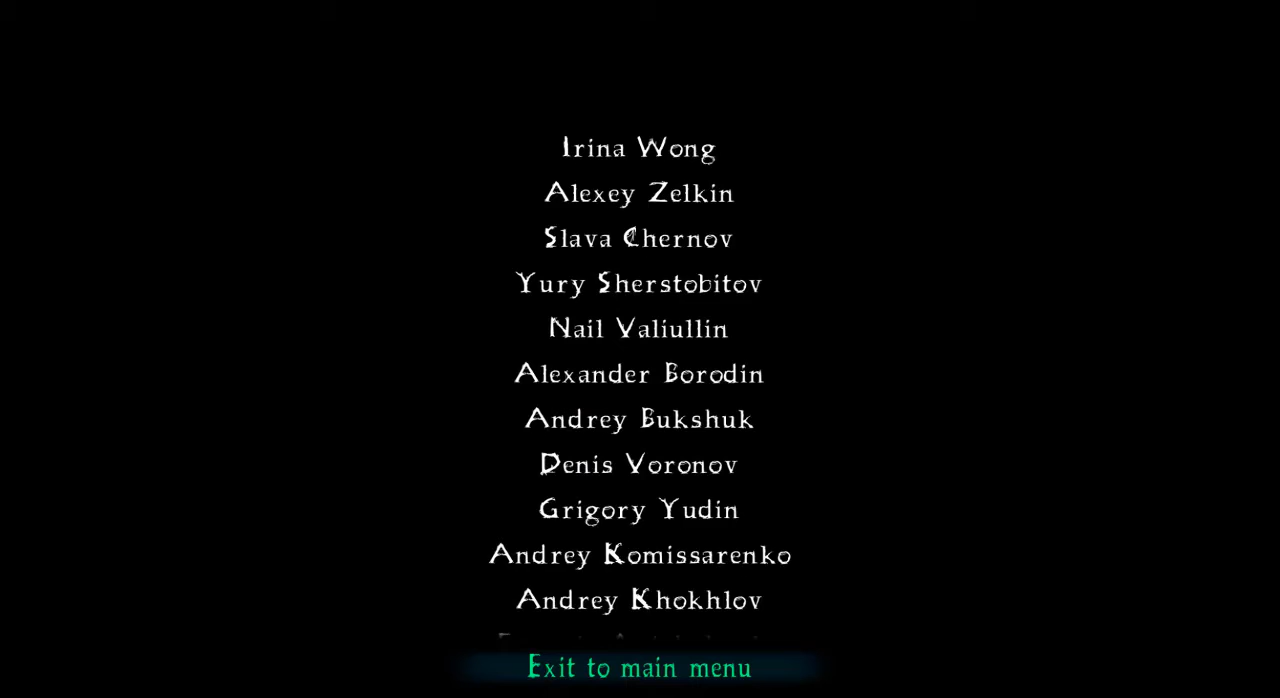 Irina Wong
Alexey Zelkin
Slava Chernov
Yury Sherstobitov
Nail Valiullin
Alexander Borodin
Andrey Bukshuk
Denis Voronov
Grigory Yudin
Andrey Komissarenko
Andrey Khokhlov
Exit to main menu